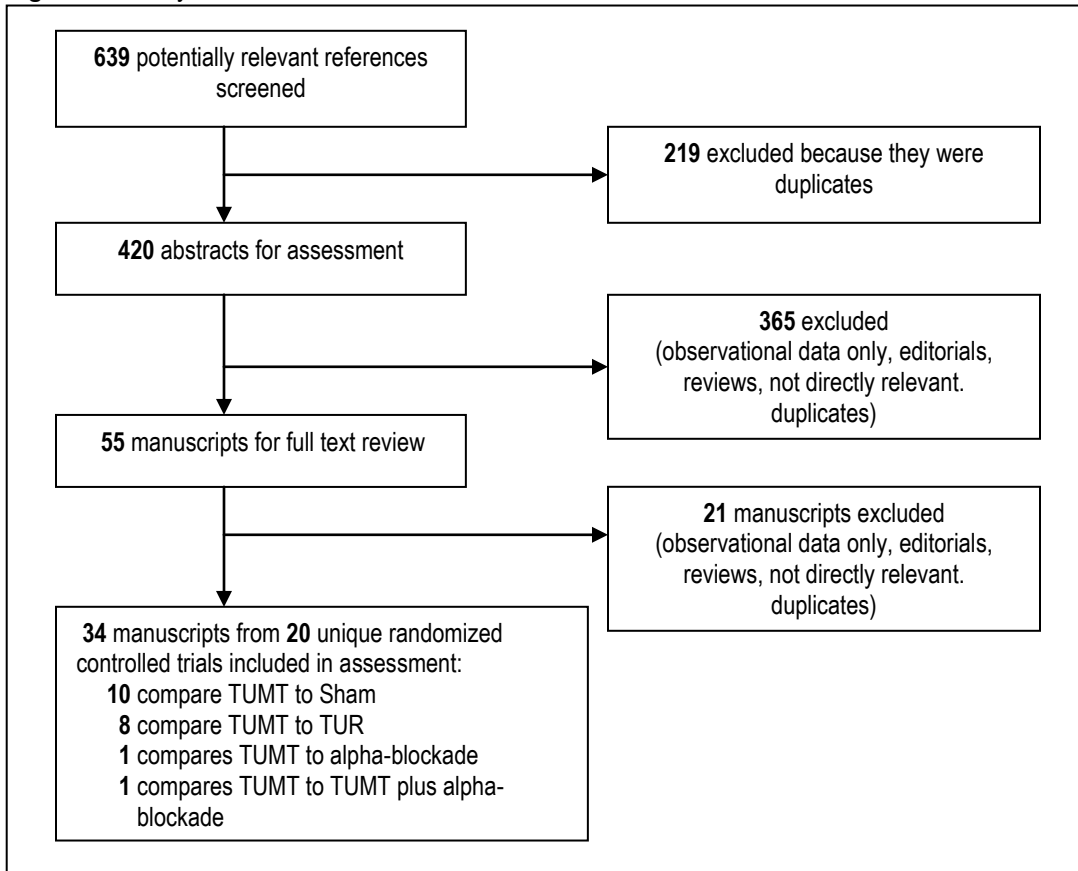 639 potentially relevant references
screened
219 excluded because they were
duplicates
420 abstracts for assessment
365 excluded
(observational data only, editorials,
reviews, not directly relevant.
duplicates)
55 manuscripts for full text review
21 manuscripts excluded
(observational data only, editorials,
reviews, not directly relevant.
duplicates)
34 manuscripts from 20 unique randomized
controlled trials included in assessment:
10 compare TUMT to Sham
8 compare TUMT to TUR
1 compares TUMT to alpha-blockade
1 compares TUMT to TUMT plus alpha-
blockade